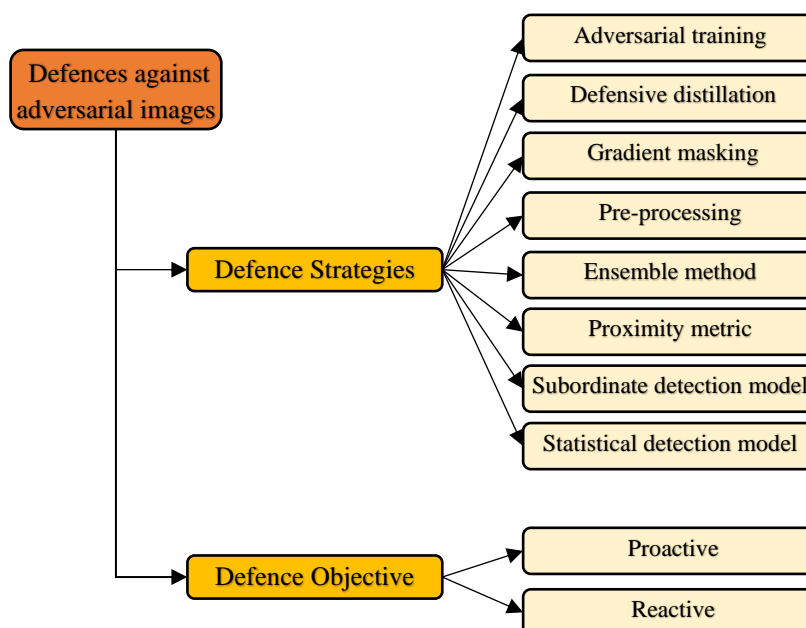 Defences against
adversarial images
Adversarial training
Defensive distillation
Gradient masking
Pre-processing
Defence Strategies
Ensemble method
Proximity metric
Subordinate detection model
Statistical detection model
Defence Objective
Proactive
Reactive